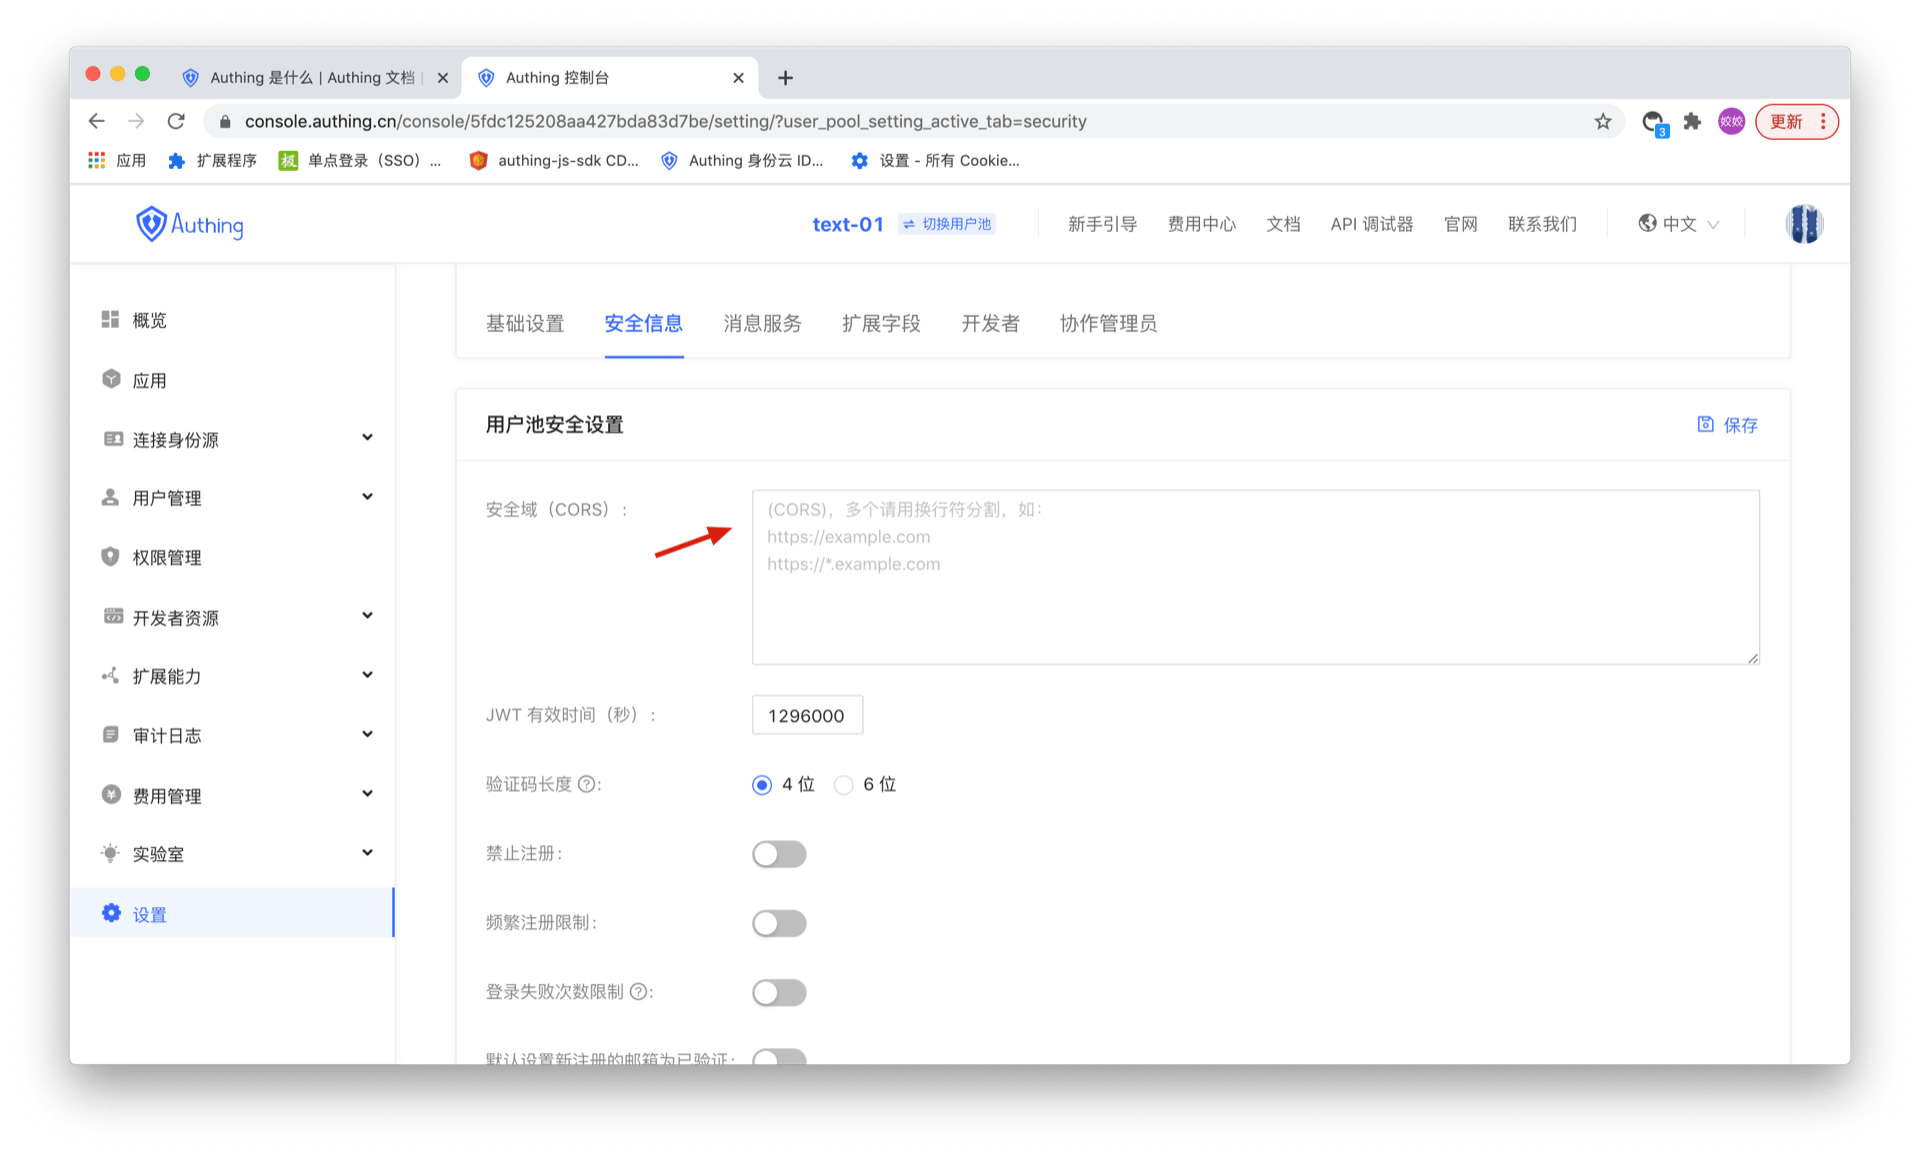 Authing 是什么 | Authing 文档
Authing 控制台
console.authing.cn/console/5fdc125208aa427bda83d7be/setting/?user_pool_setting_active_tab=security
3
姣姣
更新
应用
扩展程序
极
单点登录（SSO）...
authing-js-sdk CD...
Authing 身份云 ID...
设置 - 所有 Cookie...
Authing
text-01
切换用户池
新手引导
费用中心
文档
API 调试器
官网
联系我们
中文
概览
应用
连接身份源
用户管理
权限管理
开发者资源
扩展能力
审计日志
费用管理
实验室
设置
基础设置
安全信息
消息服务
扩展字段
开发者
协作管理员
用户池安全设置
保存
安全域（CORS）:
(CORS)，多个请用换行符分割，如：
https://example.com
https://*.example.com
JWT 有效时间（秒）:
1296000
验证码长度 ?:
4 位
6 位
禁止注册:
频繁注册限制:
登录失败次数限制 ?:
默认设置新注册的邮箱为已验证: